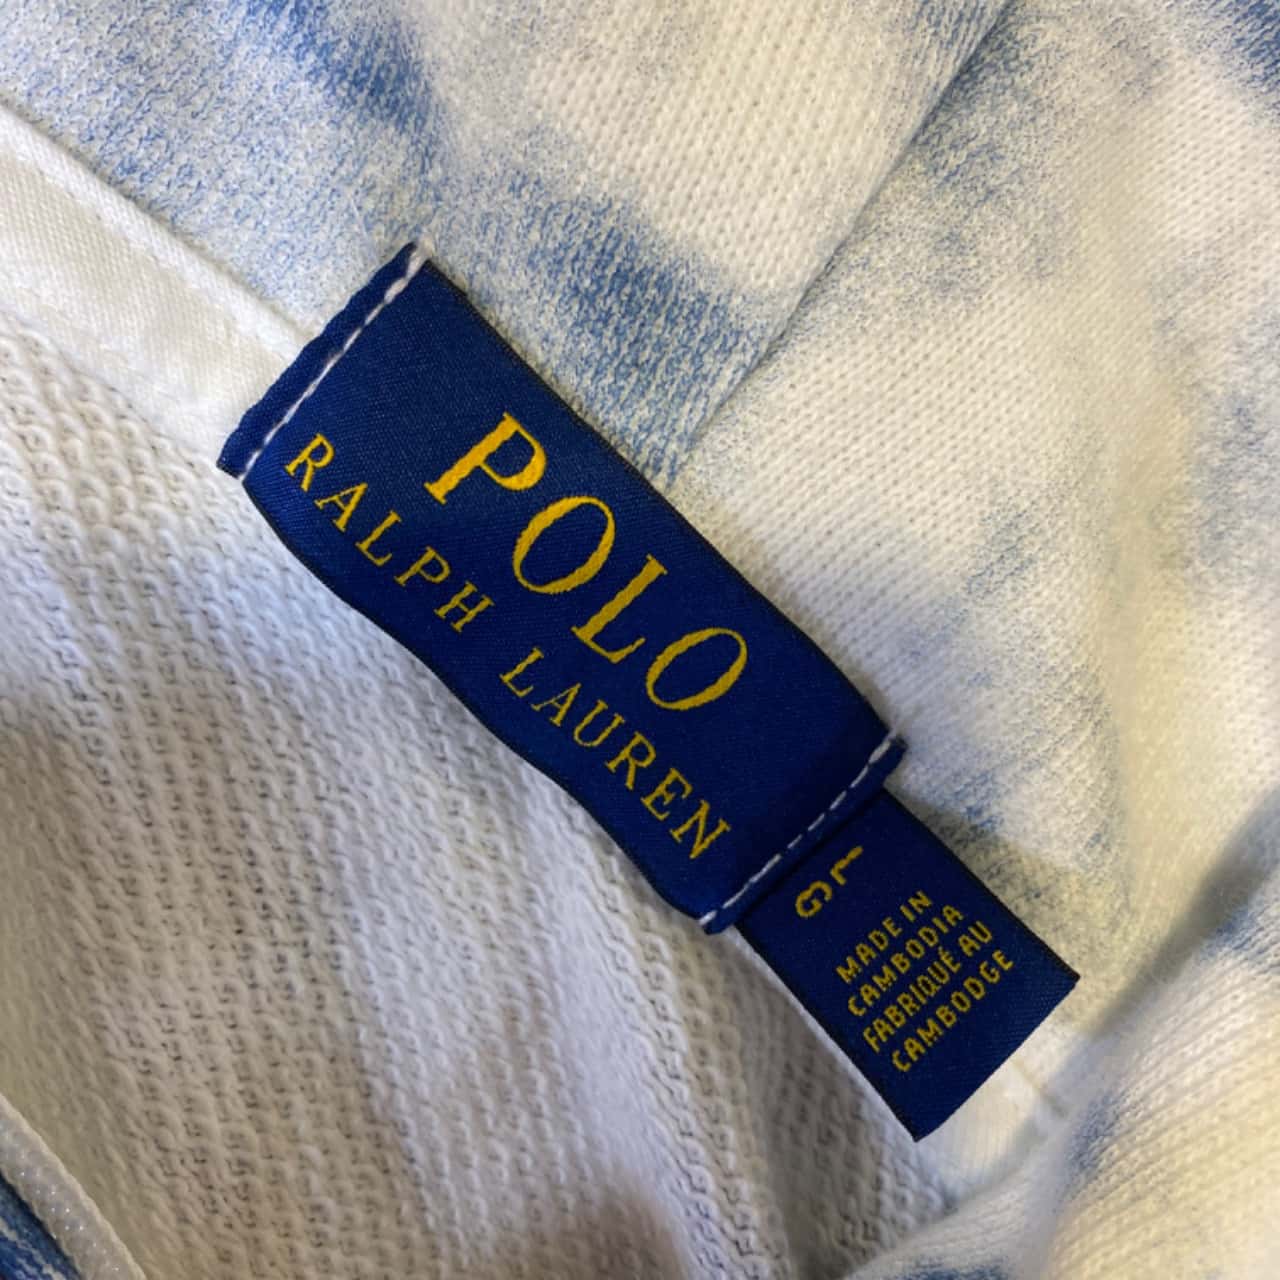 POLO
RALPH LAUREN
L G
MADE IN
CAMBODIA
FABRIQUÉ AU
CAMBODGE